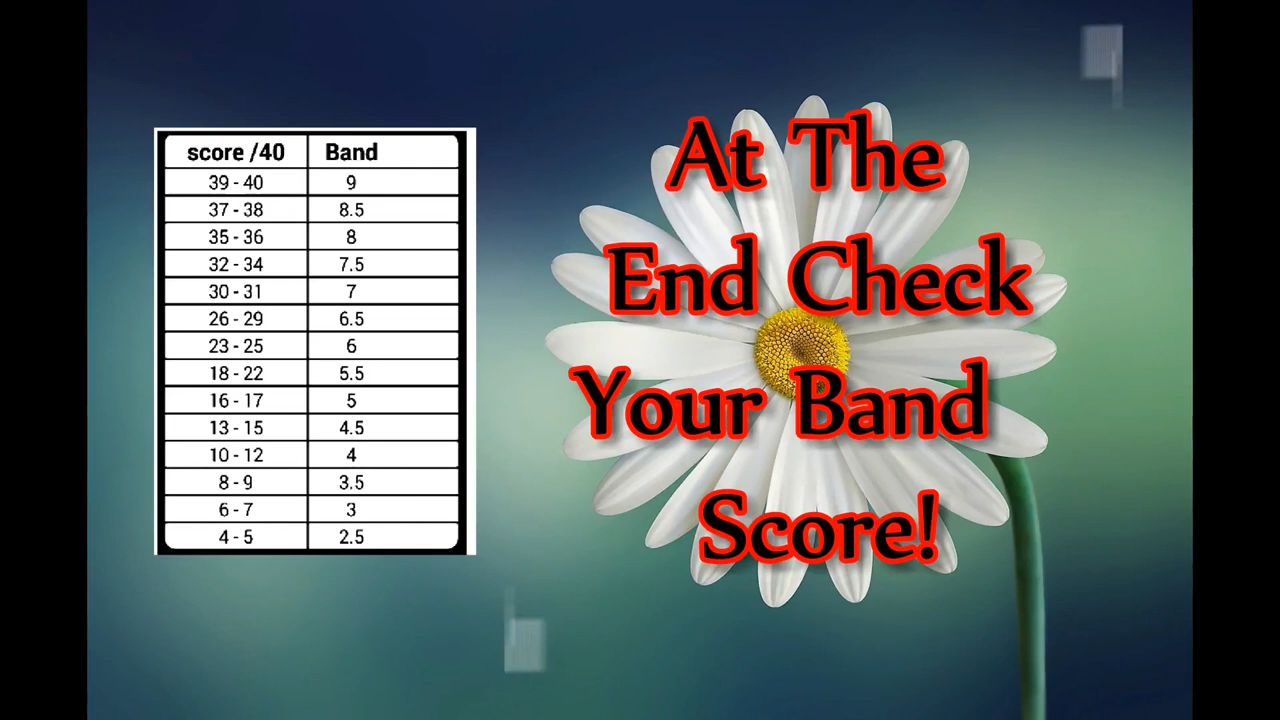 score /40 Band
39 - 40 9
37 - 38 8.5
35 - 36 8
32 - 34 7.5
30 - 31 7
26 - 29 6.5
23 - 25 6
18 - 22 5.5
16 - 17 5
13 - 15 4.5
10 - 12 4
8 - 9 3.5
6 - 7 3
4 - 5 2.5
At The
End Check
Your Band
Score!